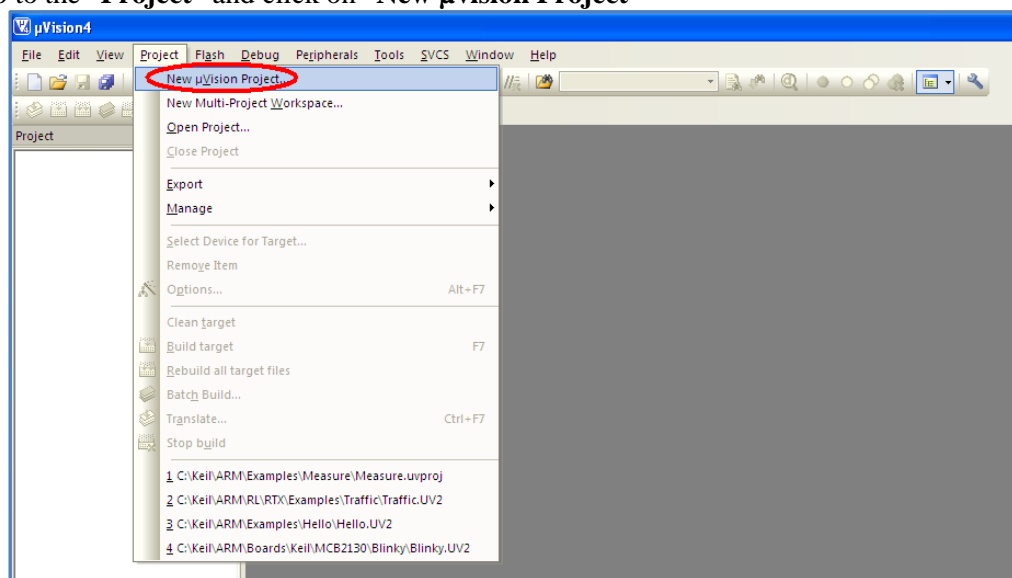 to the "Project" and click on "New µVision Project"
µVision4
File Edit View Project Flash Debug Peripherals Tools SVCS Window Help
New µVision Project...
New Multi-Project Workspace...
Project
Open Project...
Close Project
Export
Manage
Select Device for Target...
Remove Item
Options... Alt+F7
Clean target
Build target F7
Rebuild all target files
Batch Build...
Translate... Ctrl+F7
Stop build
1 C:\Keil\ARM\Examples\Measure\Measure.uvproj
2 C:\Keil\ARM\RL\RTX\Examples\Traffic\Traffic.UV2
3 C:\Keil\ARM\Examples\Hello\Hello.UV2
4 C:\Keil\ARM\Boards\Keil\MCB2130\Blinky\Blinky.UV2